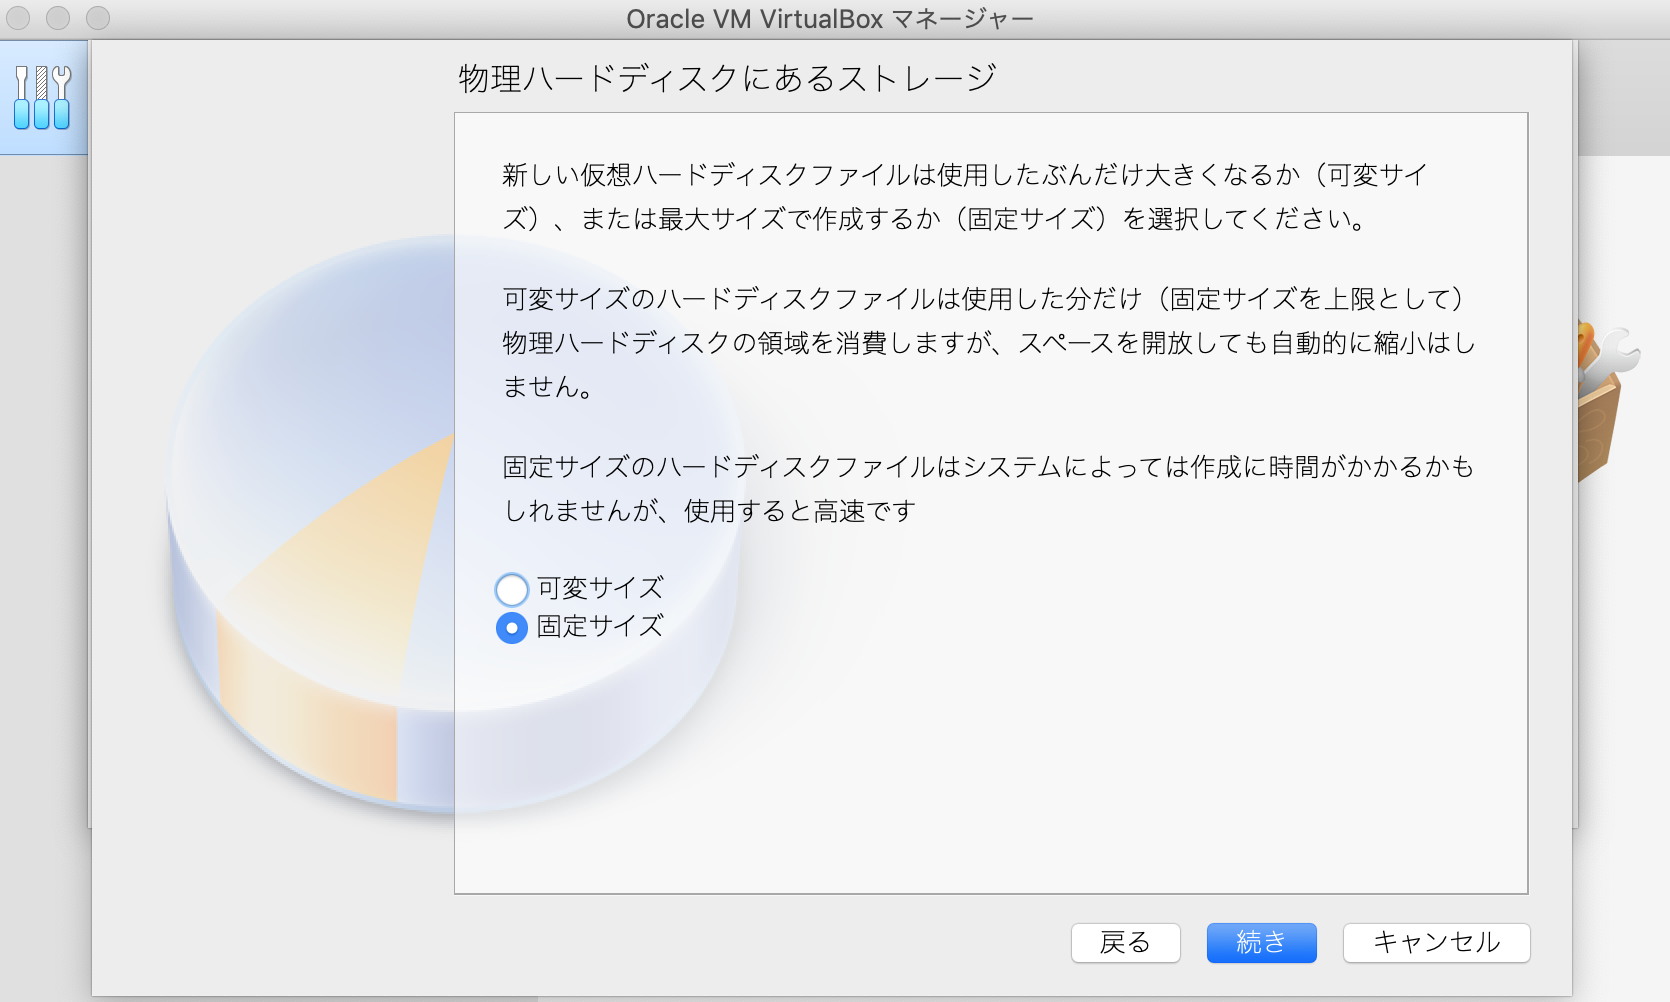 Oracle VM VirtualBox マネージャー
物理ハードディスクにあるストレージ
新しい仮想ハードディスクファイルは使用したぶんだけ大きくなるか（可変サイ
ズ）、または最大サイズで作成するか（固定サイズ）を選択してください。
可変サイズのハードディスクファイルは使用した分だけ（固定サイズを上限として）
物理ハードディスクの領域を消費しますが、スペースを開放しても自動的に縮小はし
ません。
固定サイズのハードディスクファイルはシステムによっては作成に時間がかかるかも
しれませんが、使用すると高速です
可変サイズ
固定サイズ
戻る 続き キャンセル